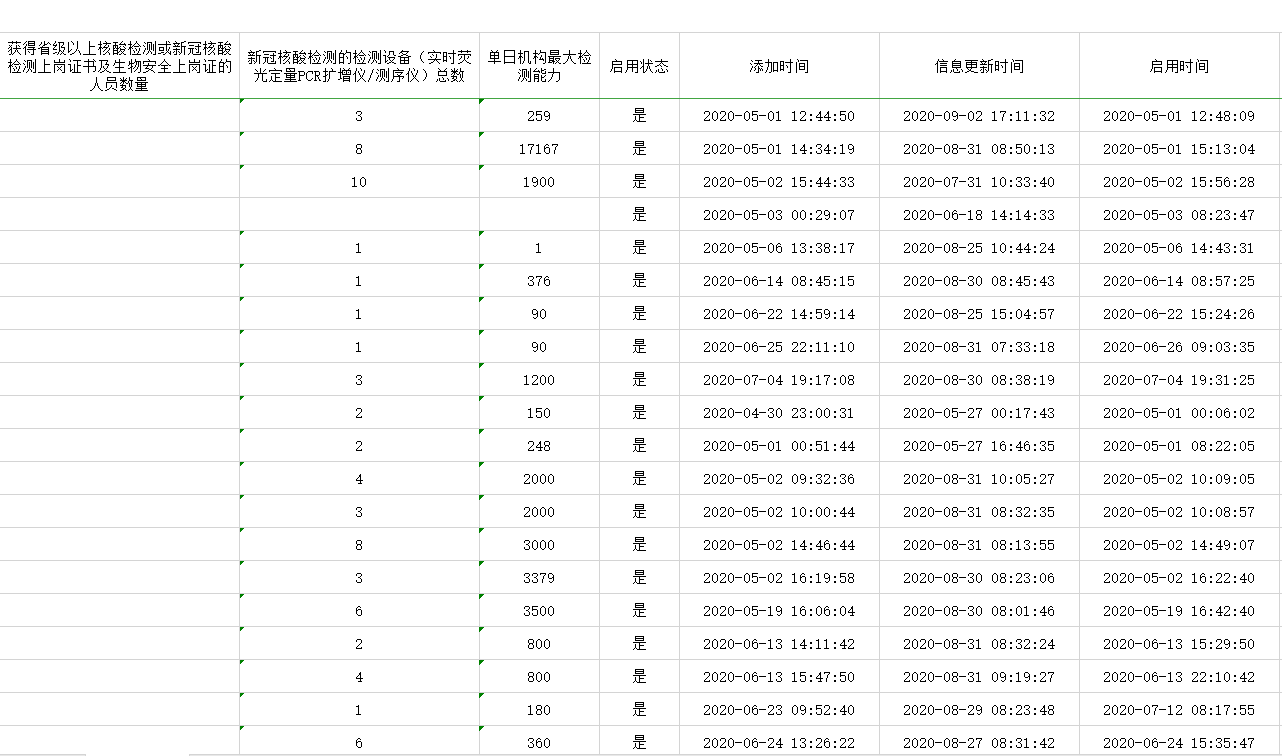 获得省级以上核酸检测或新冠核酸
检测上岗证书及生物安全上岗证的
人员数量
新冠核酸检测的检测设备（实时荧
光定量PCR扩增仪/测序仪）总数
单日机构最大检
测能力
启用状态
添加时间
信息更新时间
启用时间
3 259 是 2020-05-01 12:44:50 2020-09-02 17:11:32 2020-05-01 12:48:09
8 17167 是 2020-05-01 14:34:19 2020-08-31 08:50:13 2020-05-01 15:13:04
10 1900 是 2020-05-02 15:44:33 2020-07-31 10:33:40 2020-05-02 15:56:28
是 2020-05-03 00:29:07 2020-06-18 14:14:33 2020-05-03 08:23:47
1 1 是 2020-05-06 13:38:17 2020-08-25 10:44:24 2020-05-06 14:43:31
1 376 是 2020-06-14 08:45:15 2020-08-30 08:45:43 2020-06-14 08:57:25
1 90 是 2020-06-22 14:59:14 2020-08-25 15:04:57 2020-06-22 15:24:26
1 90 是 2020-06-25 22:11:10 2020-08-31 07:33:18 2020-06-26 09:03:35
3 1200 是 2020-07-04 19:17:08 2020-08-30 08:38:19 2020-07-04 19:31:25
2 150 是 2020-04-30 23:00:31 2020-05-27 00:17:43 2020-05-01 00:06:02
2 248 是 2020-05-01 00:51:44 2020-05-27 16:46:35 2020-05-01 08:22:05
4 2000 是 2020-05-02 09:32:36 2020-08-31 10:05:27 2020-05-02 10:09:05
3 2000 是 2020-05-02 10:00:44 2020-08-31 08:32:35 2020-05-02 10:08:57
8 3000 是 2020-05-02 14:46:44 2020-08-31 08:13:55 2020-05-02 14:49:07
3 3379 是 2020-05-02 16:19:58 2020-08-30 08:23:06 2020-05-02 16:22:40
6 3500 是 2020-05-19 16:06:04 2020-08-30 08:01:46 2020-05-19 16:42:40
2 800 是 2020-06-13 14:11:42 2020-08-31 08:32:24 2020-06-13 15:29:50
4 800 是 2020-06-13 15:47:50 2020-08-31 09:19:27 2020-06-13 22:10:42
1 180 是 2020-06-23 09:52:40 2020-08-29 08:23:48 2020-07-12 08:17:55
6 360 是 2020-06-24 13:26:22 2020-08-27 08:31:42 2020-06-24 15:35:47